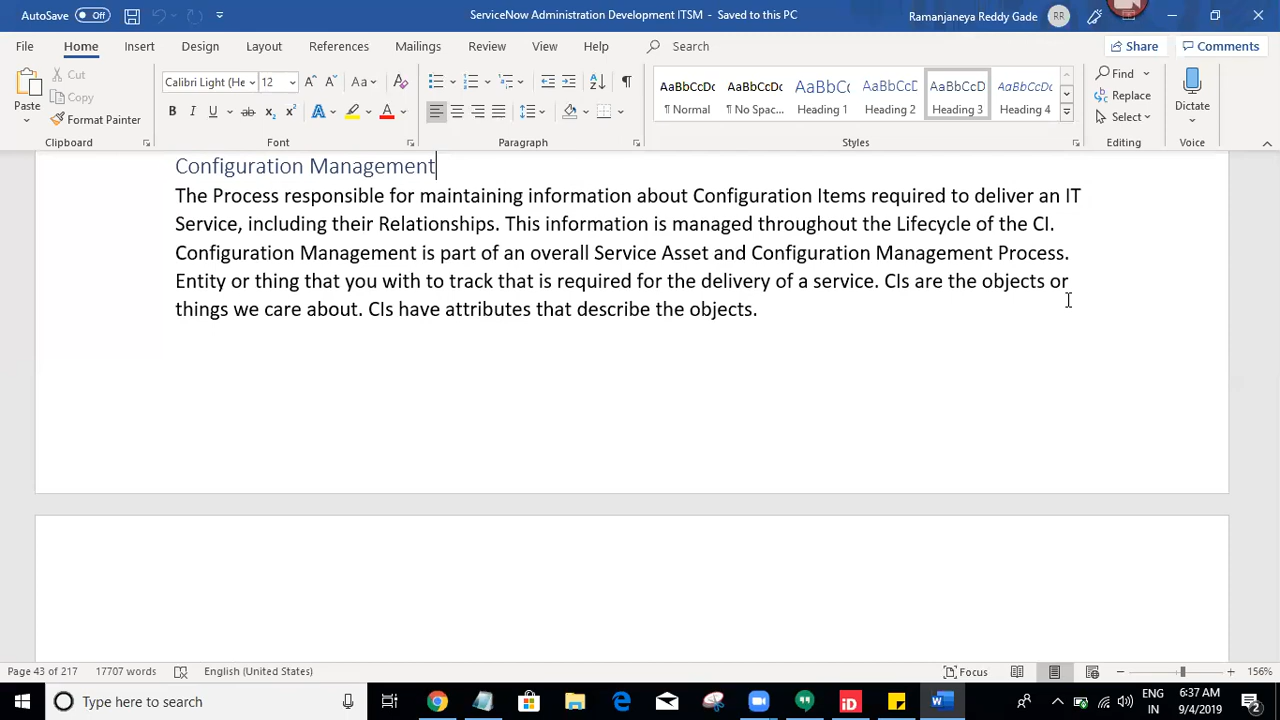 AutoSave Off
ServiceNow Administration Development ITSM - Saved to this PC
Ramanjaneya Reddy Gade RR
File Home Insert Design Layout References Mailings Review View Help Search Share Comments
Paste
Cut
Copy
Format Painter
Clipboard
Calibri Light (He 12
Font
Paragraph
AaBbCcDc AaBbCcDc AaBbCc AaBbCcD AaBbCcD AaBbCcDc
¶ Normal ¶ No Spac... Heading 1 Heading 2 Heading 3 Heading 4
Styles
Find
Replace
Select
Editing
Dictate
Voice
Configuration Management
The Process responsible for maintaining information about Configuration Items required to deliver an IT
Service, including their Relationships. This information is managed throughout the Lifecycle of the CI.
Configuration Management is part of an overall Service Asset and Configuration Management Process.
Entity or thing that you with to track that is required for the delivery of a service. CIs are the objects or
things we care about. CIs have attributes that describe the objects.
Page 43 of 217 17707 words English (United States) Focus 156%
Type here to search
ENG
IN
6:37 AM
9/4/2019
2